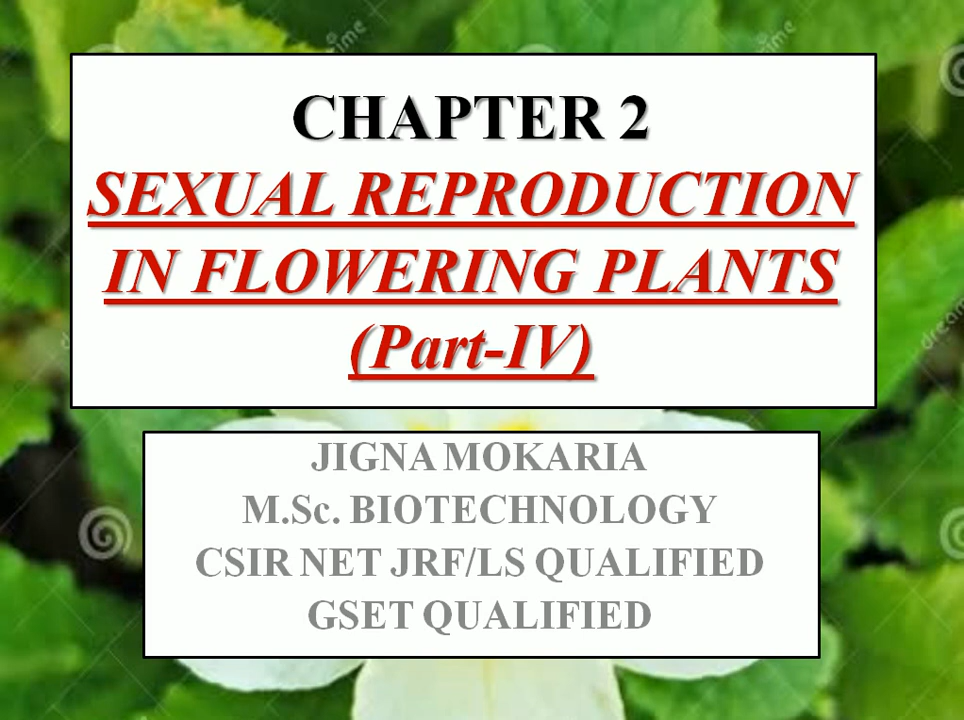 CHAPTER 2
SEXUAL REPRODUCTION
IN FLOWERING PLANTS
(Part-IV)
JIGNA MOKARIA
M.Sc. BIOTECHNOLOGY
CSIR NET JRF/LS QUALIFIED
GSET QUALIFIED